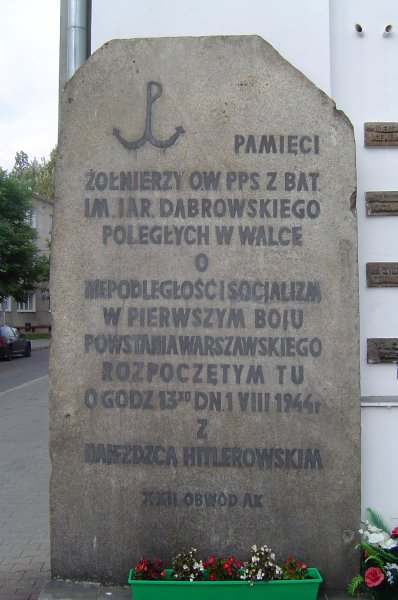 PAMIĘCI
ŻOŁNIERZY OW PPS Z BAT.
IM. JAR. DĄBROWSKIEGO
POLEGŁYCH W WALCE
O
NIEPODLEGŁOŚĆ I SOCJALIZM
W PIERWSZYM BOJU
POWSTANIA WARSZAWSKIEGO
ROZPOCZĘTYM TU
O GODZ. 13³⁰ DN. 1 VIII 1944 r
Z
NAJEŹDZCĄ HITLEROWSKIM
XXII OBWÓD AK